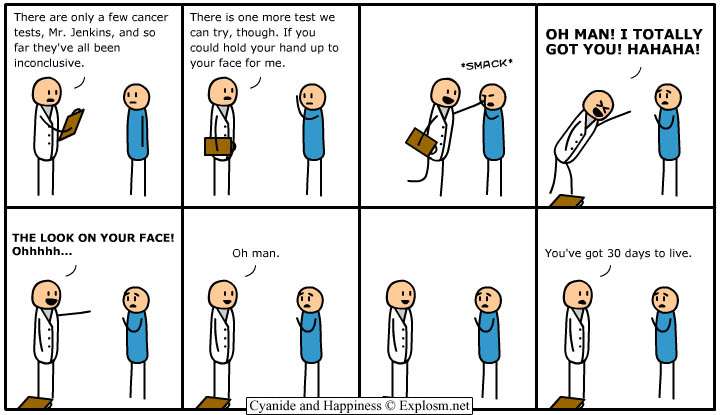 There are only a few cancer
tests, Mr. Jenkins, and so
far they've all been
inconclusive.
There is one more test we
can try, though. If you
could hold your hand up to
your face for me.
*SMACK*
OH MAN! I TOTALLY
GOT YOU! HAHAHA!
THE LOOK ON YOUR FACE!
Ohhhhh...
Oh man.
You've got 30 days to live.
Cyanide and Happiness © Explosm.net